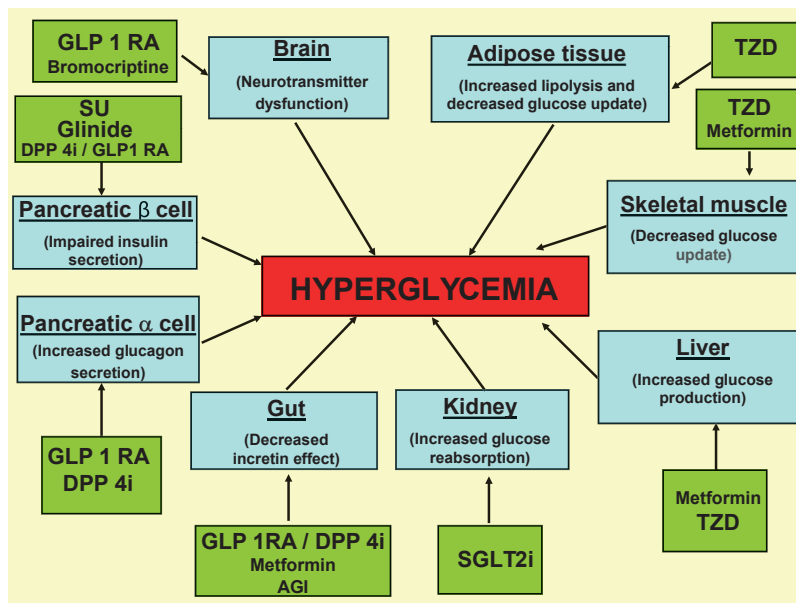 GLP 1 RA
Bromocriptine
Brain
(Neurotransmitter
dysfunction)
Adipose tissue
(Increased lipolysis and
decreased glucose update)
TZD
SU
Glinide
DPP 4i / GLP1 RA
TZD
Metformin
Pancreatic β cell
(Impaired insulin
secretion)
Skeletal muscle
(Decreased glucose
update)
HYPERGLYCEMIA
Pancreatic α cell
(Increased glucagon
secretion)
Liver
(Increased glucose
production)
Gut
(Decreased
incretin effect)
Kidney
(Increased glucose
reabsorption)
GLP 1 RA
DPP 4i
GLP 1RA / DPP 4i
Metformin
AGI
SGLT2i
Metformin
TZD